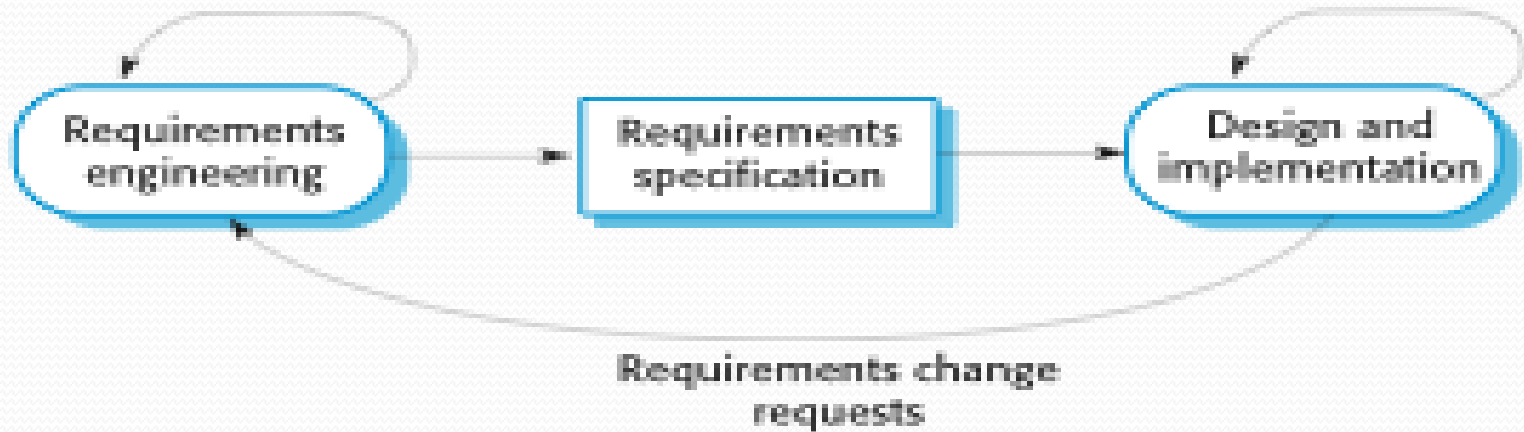 Requirements
engineering
Requirements
specification
Design and
implementation
Requirements change
requests